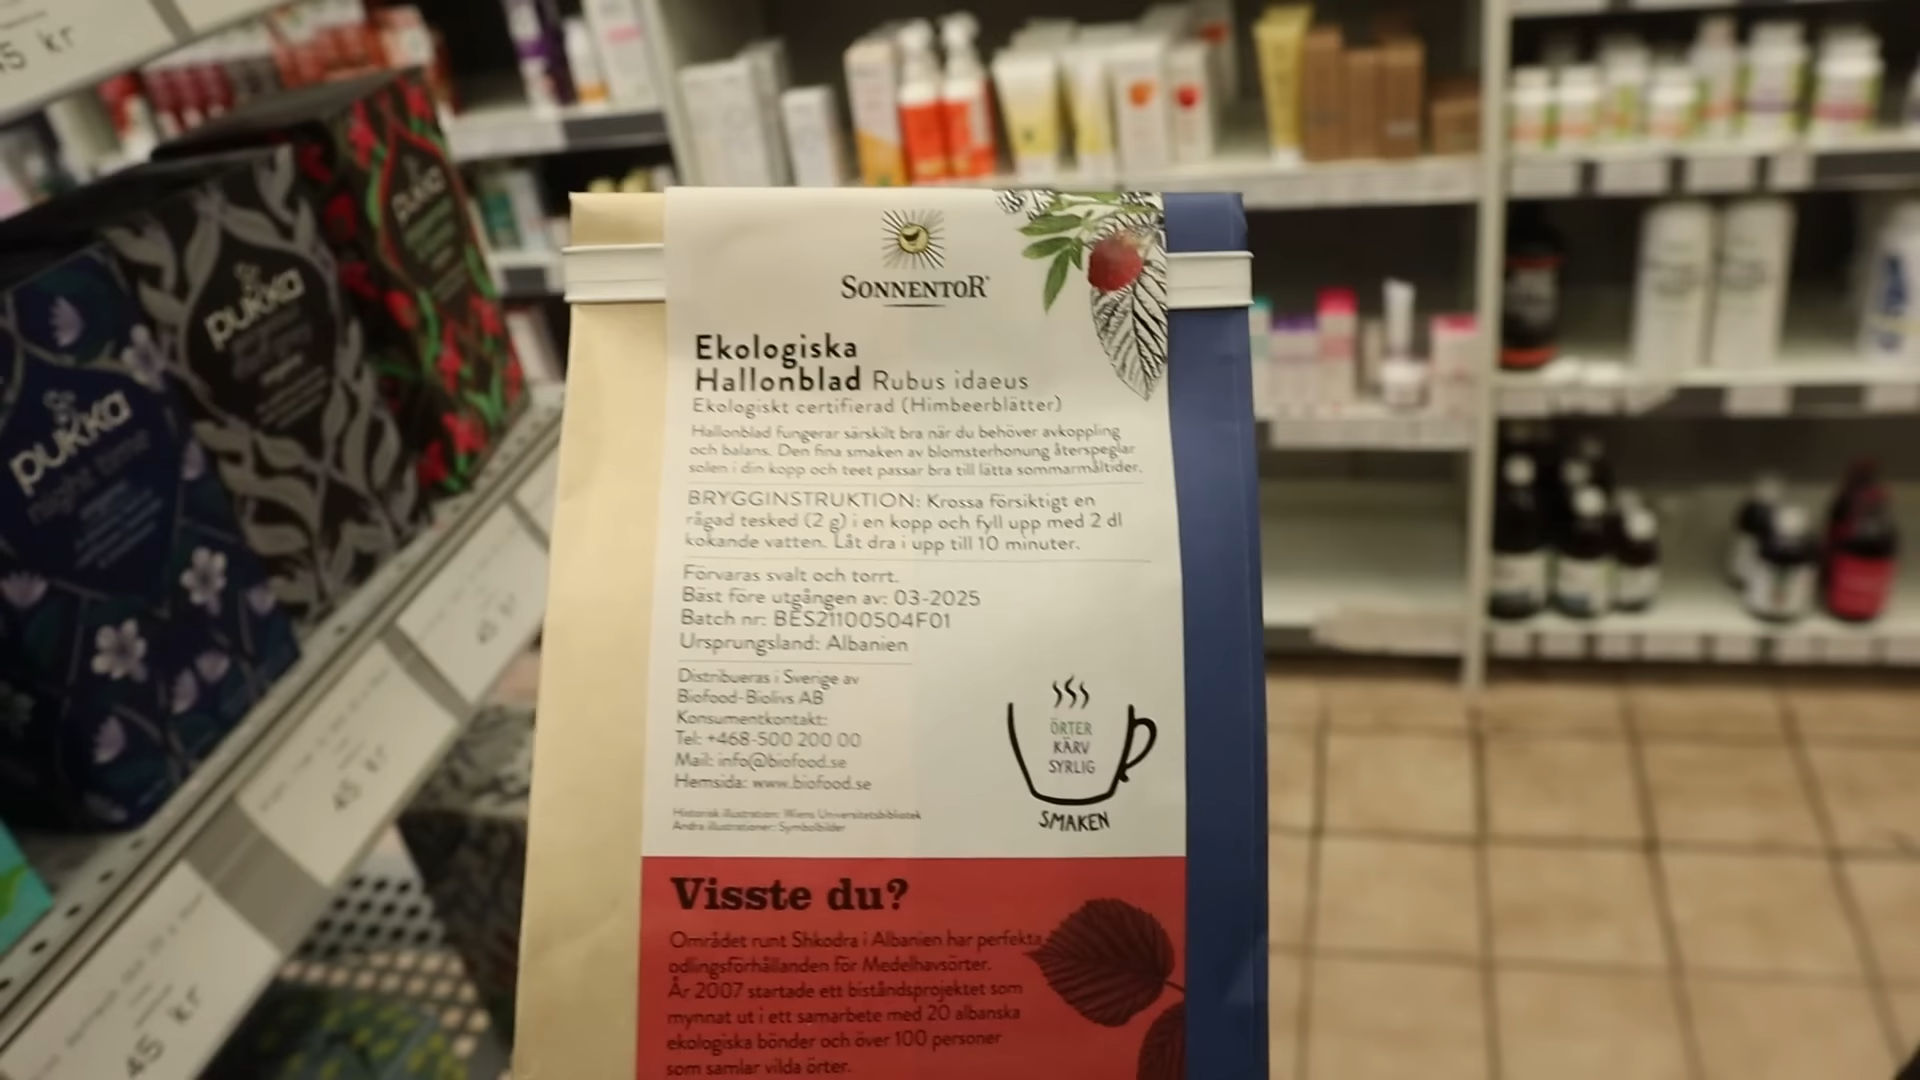 SONNENTOR
Ekologiska
Hallonblad Rubus idaeus
Ekologiskt certifierad (Himbeerblätter)
Hallonblad fungerar särskilt bra när du behöver avkoppling
och balans. Den fina smaken av blomsterhonung återspeglar
solen i din kopp och teet passar bra till lätta sommarmåltider.
BRYGGINSTRUKTION: Krossa försiktigt en
rågad tesked (2 g) i en kopp och fyll upp med 2 dl
kokande vatten. Låt dra i upp till 10 minuter.
Förvaras svalt och torrt.
Bäst före utgången av: 03-2025
Batch nr: BES21100504F01
Ursprungsland: Albanien
Distribueras i Sverige av
Biofood-Biolivs AB
Konsumentkontakt:
Tel: +468-500 200 00
Mail: info@biofood.se
Hemsida: www.biofood.se
Historisk illustration: Wiens Universitetsbibliotek
Andra illustrationer: Symbolbilder
ÖRTER
KÄRV
SYRLIG
SMAKEN
Visste du?
Området runt Shkodra i Albanien har perfekta
odlingsförhållanden för Medelhavsörter.
År 2007 startade ett biståndsprojektet som
mynnat ut i ett samarbete med 20 albanska
ekologiska bönder och över 100 personer
som samlar vilda örter.
pukka
night time
pukka
pukka
45 kr
45 kr
45 kr
45 kr